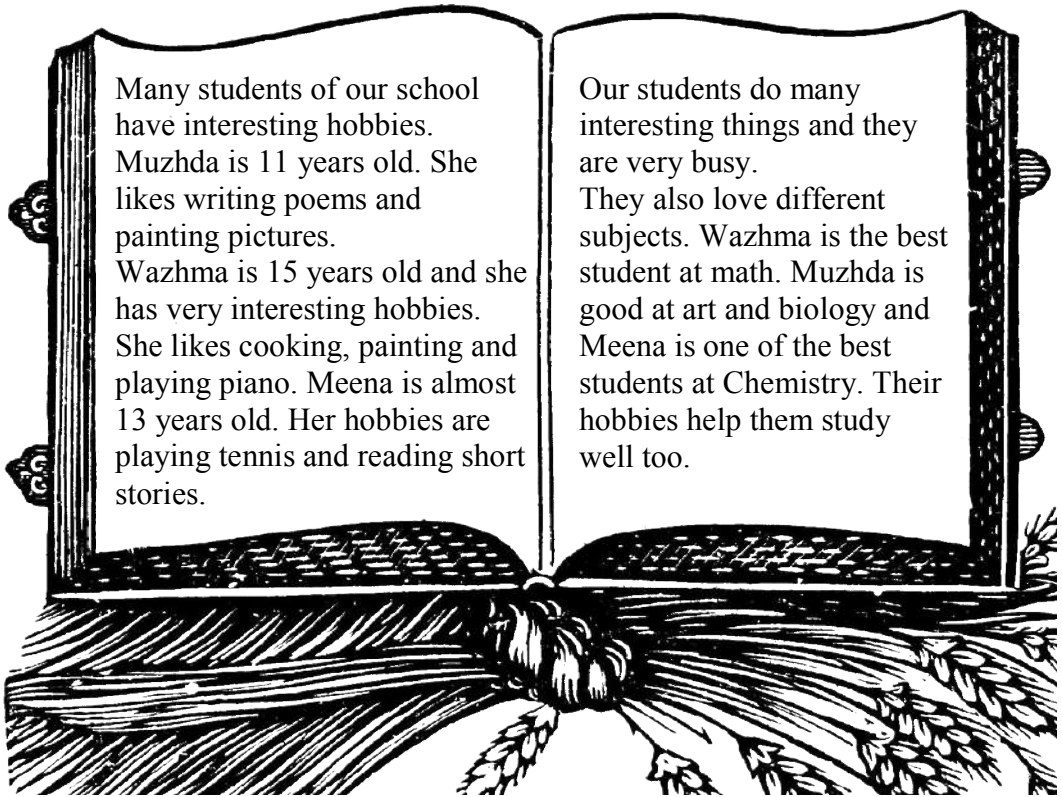 Many students of our school
have interesting hobbies.
Muzhda is 11 years old. She
likes writing poems and
painting pictures.
Wazhma is 15 years old and she
has very interesting hobbies.
She likes cooking, painting and
playing piano. Meena is almost
13 years old. Her hobbies are
playing tennis and reading short
stories.
Our students do many
interesting things and they
are very busy.
They also love different
subjects. Wazhma is the best
student at math. Muzhda is
good at art and biology and
Meena is one of the best
students at Chemistry. Their
hobbies help them study
well too.